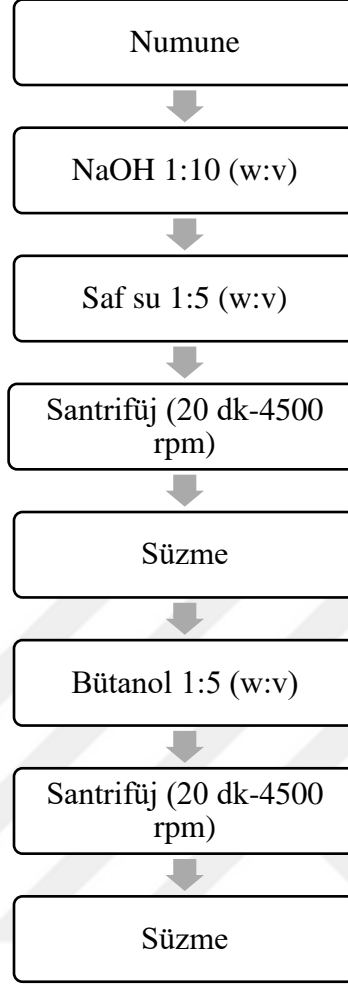 Numune
NaOH 1:10 (w:v)
Saf su 1:5 (w:v)
Santrifüj (20 dk-4500
rpm)
Süzme
Bütanol 1:5 (w:v)
Santrifüj (20 dk-4500
rpm)
Süzme